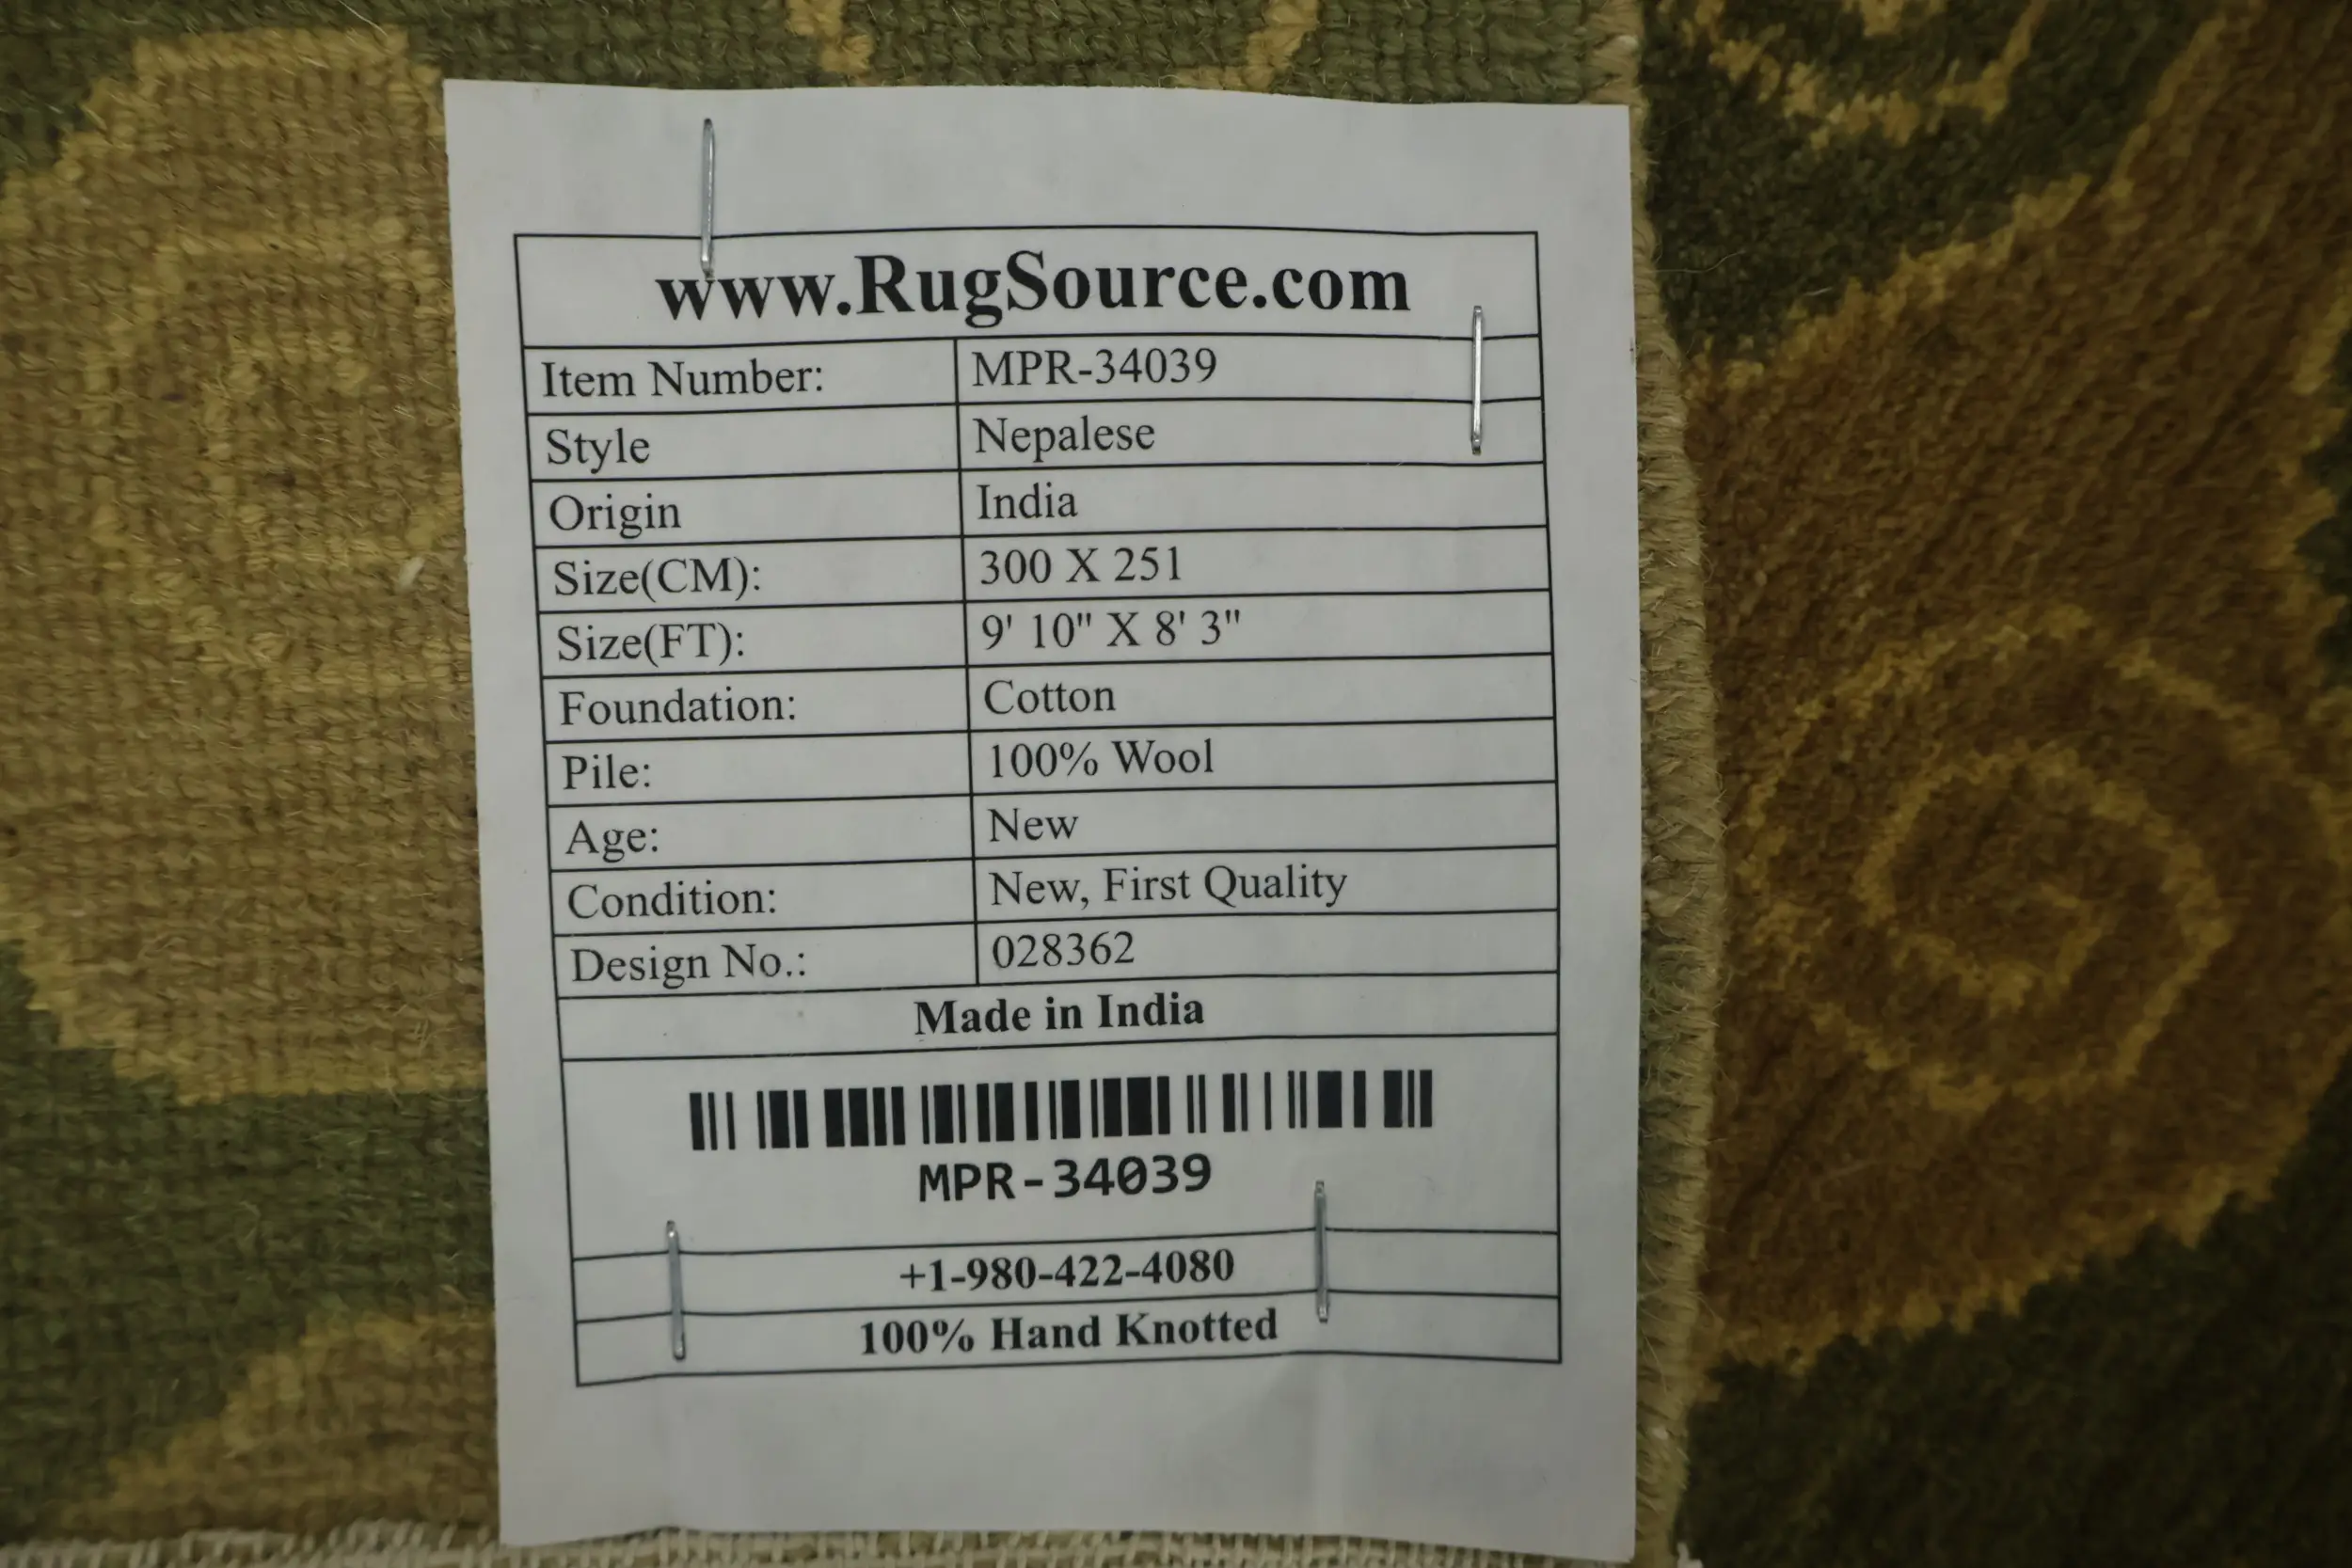 www.RugSource.com
Item Number: MPR-34039
Style Nepalese
Origin India
Size(CM): 300 X 251
Size(FT): 9' 10" X 8' 3"
Foundation: Cotton
Pile: 100% Wool
Age: New
Condition: New, First Quality
Design No.: 028362
Made in India
MPR-34039
+1-980-422-4080
100% Hand Knotted